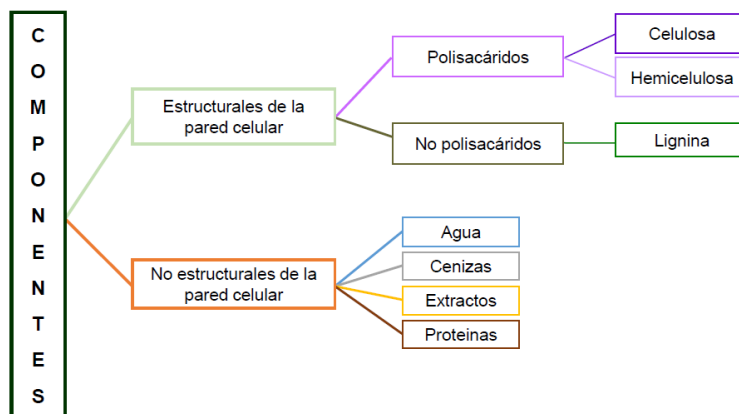 COMPONENTES
Estructurales de la
pared celular
Polisacáridos
Celulosa
Hemicelulosa
No polisacáridos
Lignina
No estructurales de la
pared celular
Agua
Cenizas
Extractos
Proteinas